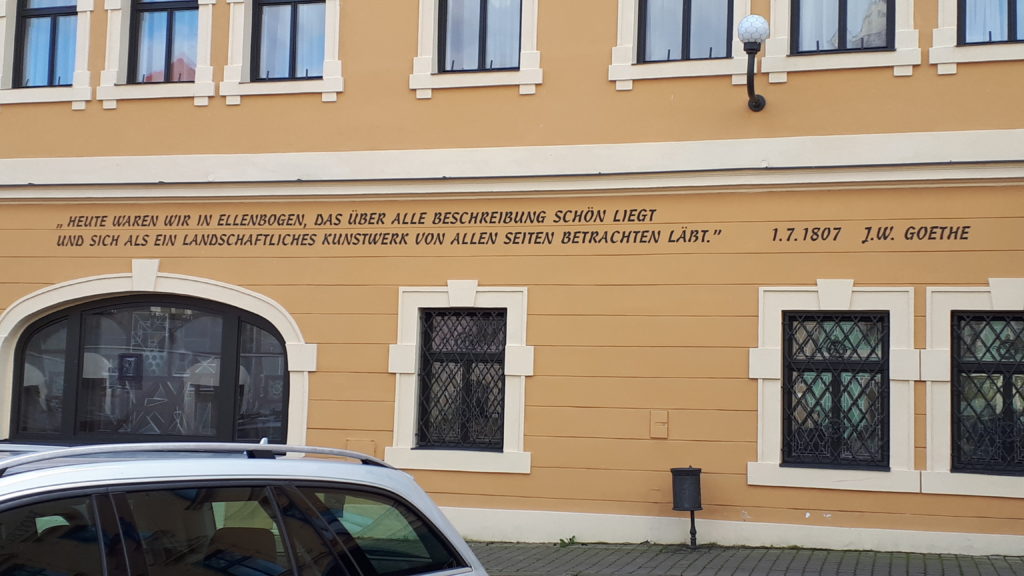 „HEUTE WAREN WIR IN ELLENBOGEN, DAS ÜBER ALLE BESCHREIBUNG SCHÖN LIEGT
UND SICH ALS EIN LANDSCHAFTLICHES KUNSTWERK VON ALLEN SEITEN BETRACHTEN LÄẞT.” 1.7.1807 J.W. GOETHE